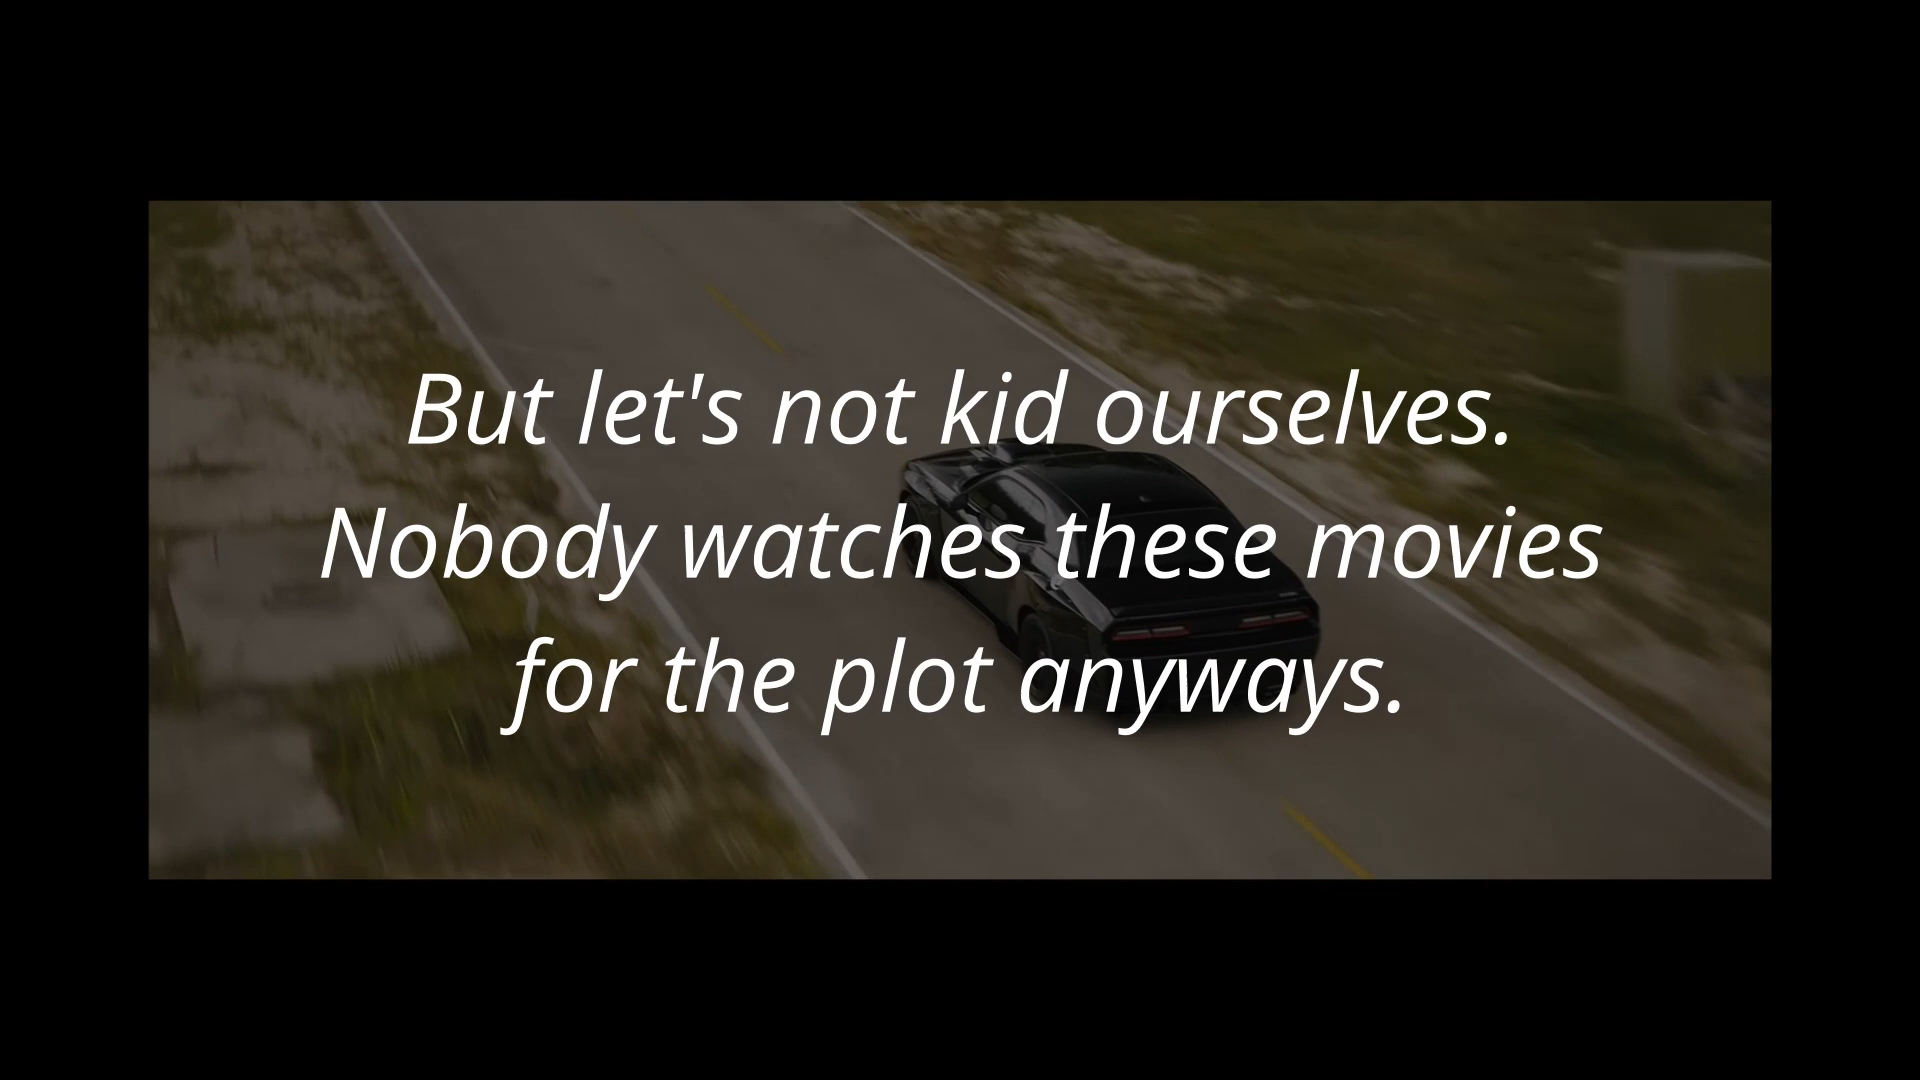 But let's not kid ourselves.
Nobody watches these movies
for the plot anyways.